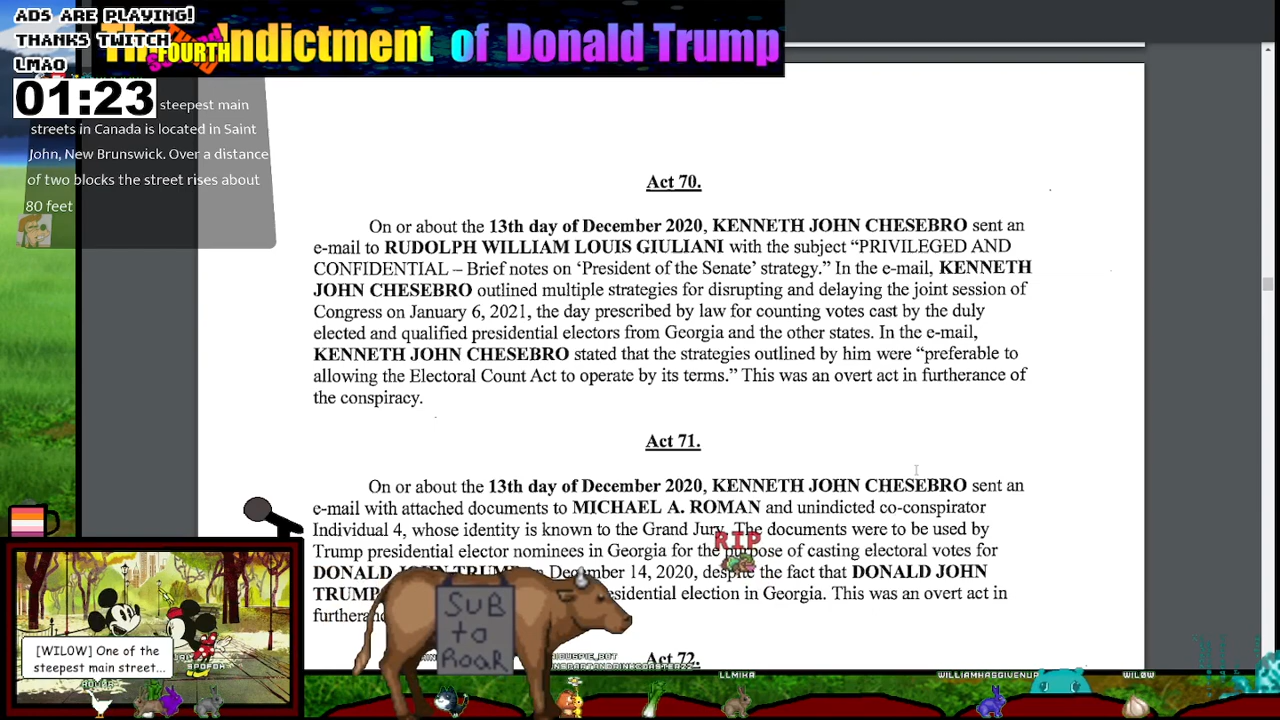 ADS ARE PLAYING!
THANKS TWITCH
LMAO
The FOURTH Indictment of Donald Trump
01:23
steepest main
streets in Canada is located in Saint
John, New Brunswick. Over a distance
of two blocks the street rises about
80 feet
Act 70.
On or about the 13th day of December 2020, KENNETH JOHN CHESEBRO sent an
e-mail to RUDOLPH WILLIAM LOUIS GIULIANI with the subject “PRIVILEGED AND
CONFIDENTIAL – Brief notes on ‘President of the Senate’ strategy.” In the e-mail, KENNETH
JOHN CHESEBRO outlined multiple strategies for disrupting and delaying the joint session of
Congress on January 6, 2021, the day prescribed by law for counting votes cast by the duly
elected and qualified presidential electors from Georgia and the other states. In the e-mail,
KENNETH JOHN CHESEBRO stated that the strategies outlined by him were “preferable to
allowing the Electoral Count Act to operate by its terms.” This was an overt act in furtherance of
the conspiracy.
Act 71.
On or about the 13th day of December 2020, KENNETH JOHN CHESEBRO sent an
e-mail with attached documents to MICHAEL A. ROMAN and unindicted co-conspirator
Individual 4, whose identity is known to the Grand Jury. The documents were to be used by
Trump presidential elector nominees in Georgia for the purpose of casting electoral votes for
DONALD JOHN TRUMP on December 14, 2020, despite the fact that DONALD JOHN
TRUMP presidential election in Georgia. This was an overt act in
RIP
Act 72.
SUB
to
Roar
[WILOW] One of the
steepest main street...
SPOFOK
LLMIKA
WILLIAMHASGIVENUP
WILOW